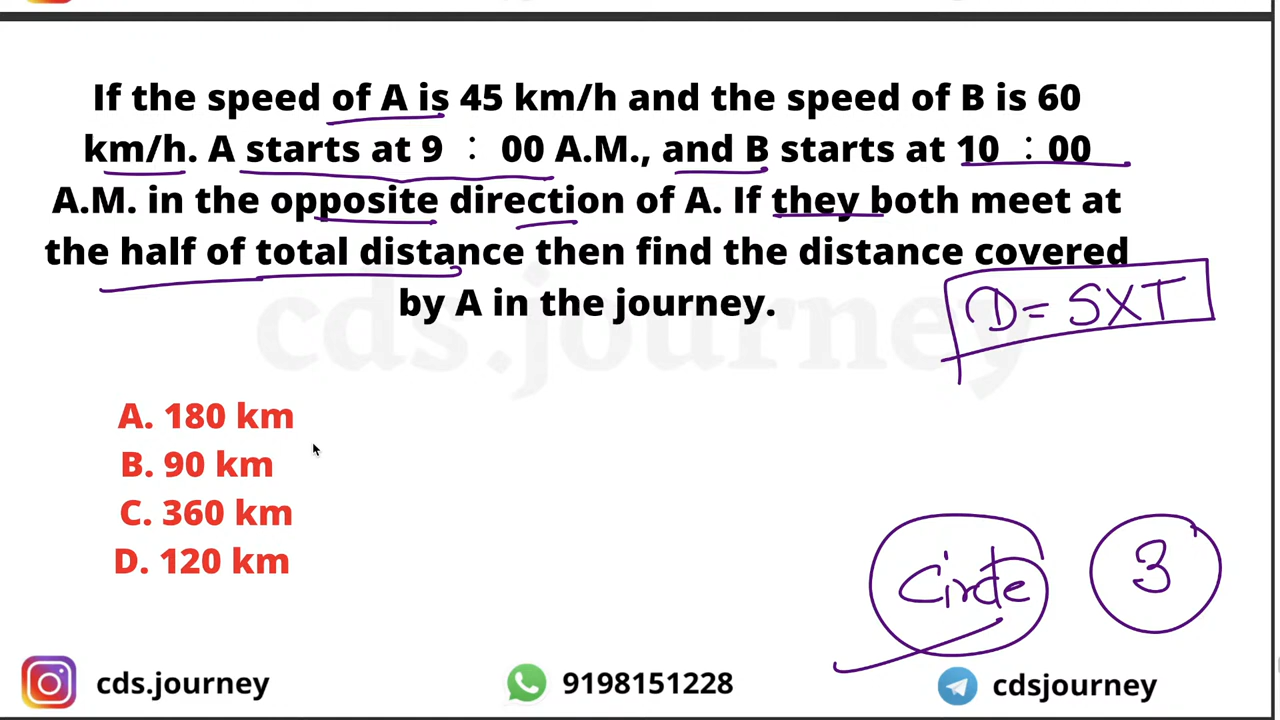 If the speed of A is 45 km/h and the speed of B is 60
km/h. A starts at 9 : 00 A.M., and B starts at 10 : 00
A.M. in the opposite direction of A. If they both meet at
the half of total distance then find the distance covered
by A in the journey.
D = S X T
cds.journey
A. 180 km
B. 90 km
C. 360 km
D. 120 km
Circle 3
cds.journey 9198151228 cdsjourney